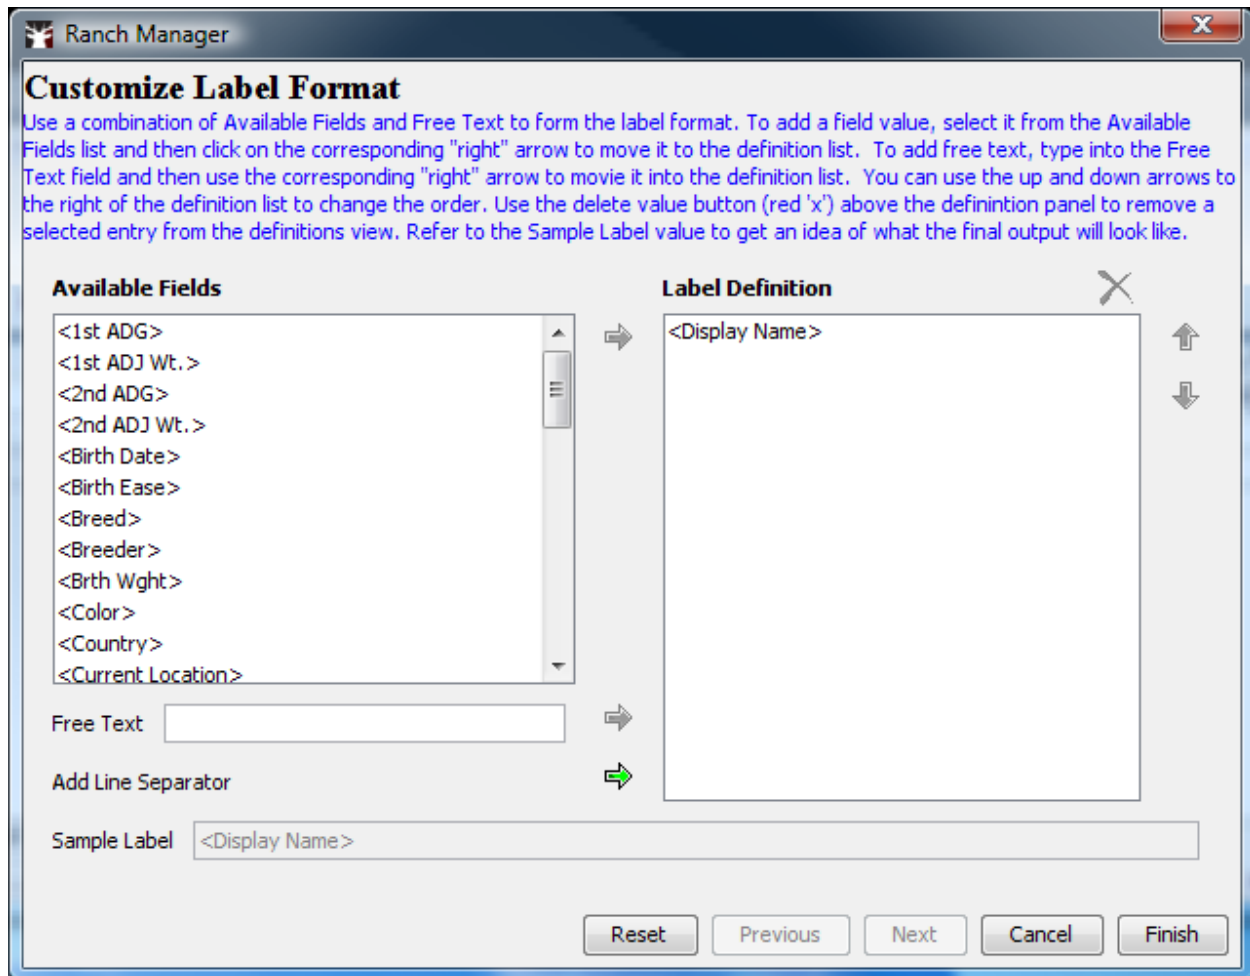 Ranch Manager
Customize Label Format
Use a combination of Available Fields and Free Text to form the label format. To add a field value, select it from the Available
Fields list and then click on the corresponding "right" arrow to move it to the definition list.  To add free text, type into the Free
Text field and then use the corresponding "right" arrow to movie it into the definition list.  You can use the up and down arrows to
the right of the definition list to change the order. Use the delete value button (red 'x') above the definintion panel to remove a
selected entry from the definitions view. Refer to the Sample Label value to get an idea of what the final output will look like.
Available Fields
<1st ADG>
<1st ADJ Wt.>
<2nd ADG>
<2nd ADJ Wt.>
<Birth Date>
<Birth Ease>
<Breed>
<Breeder>
<Brth Wght>
<Color>
<Country>
<Current Location>
Label Definition
<Display Name>
Free Text
Add Line Separator
Sample Label <Display Name>
Reset Previous Next Cancel Finish